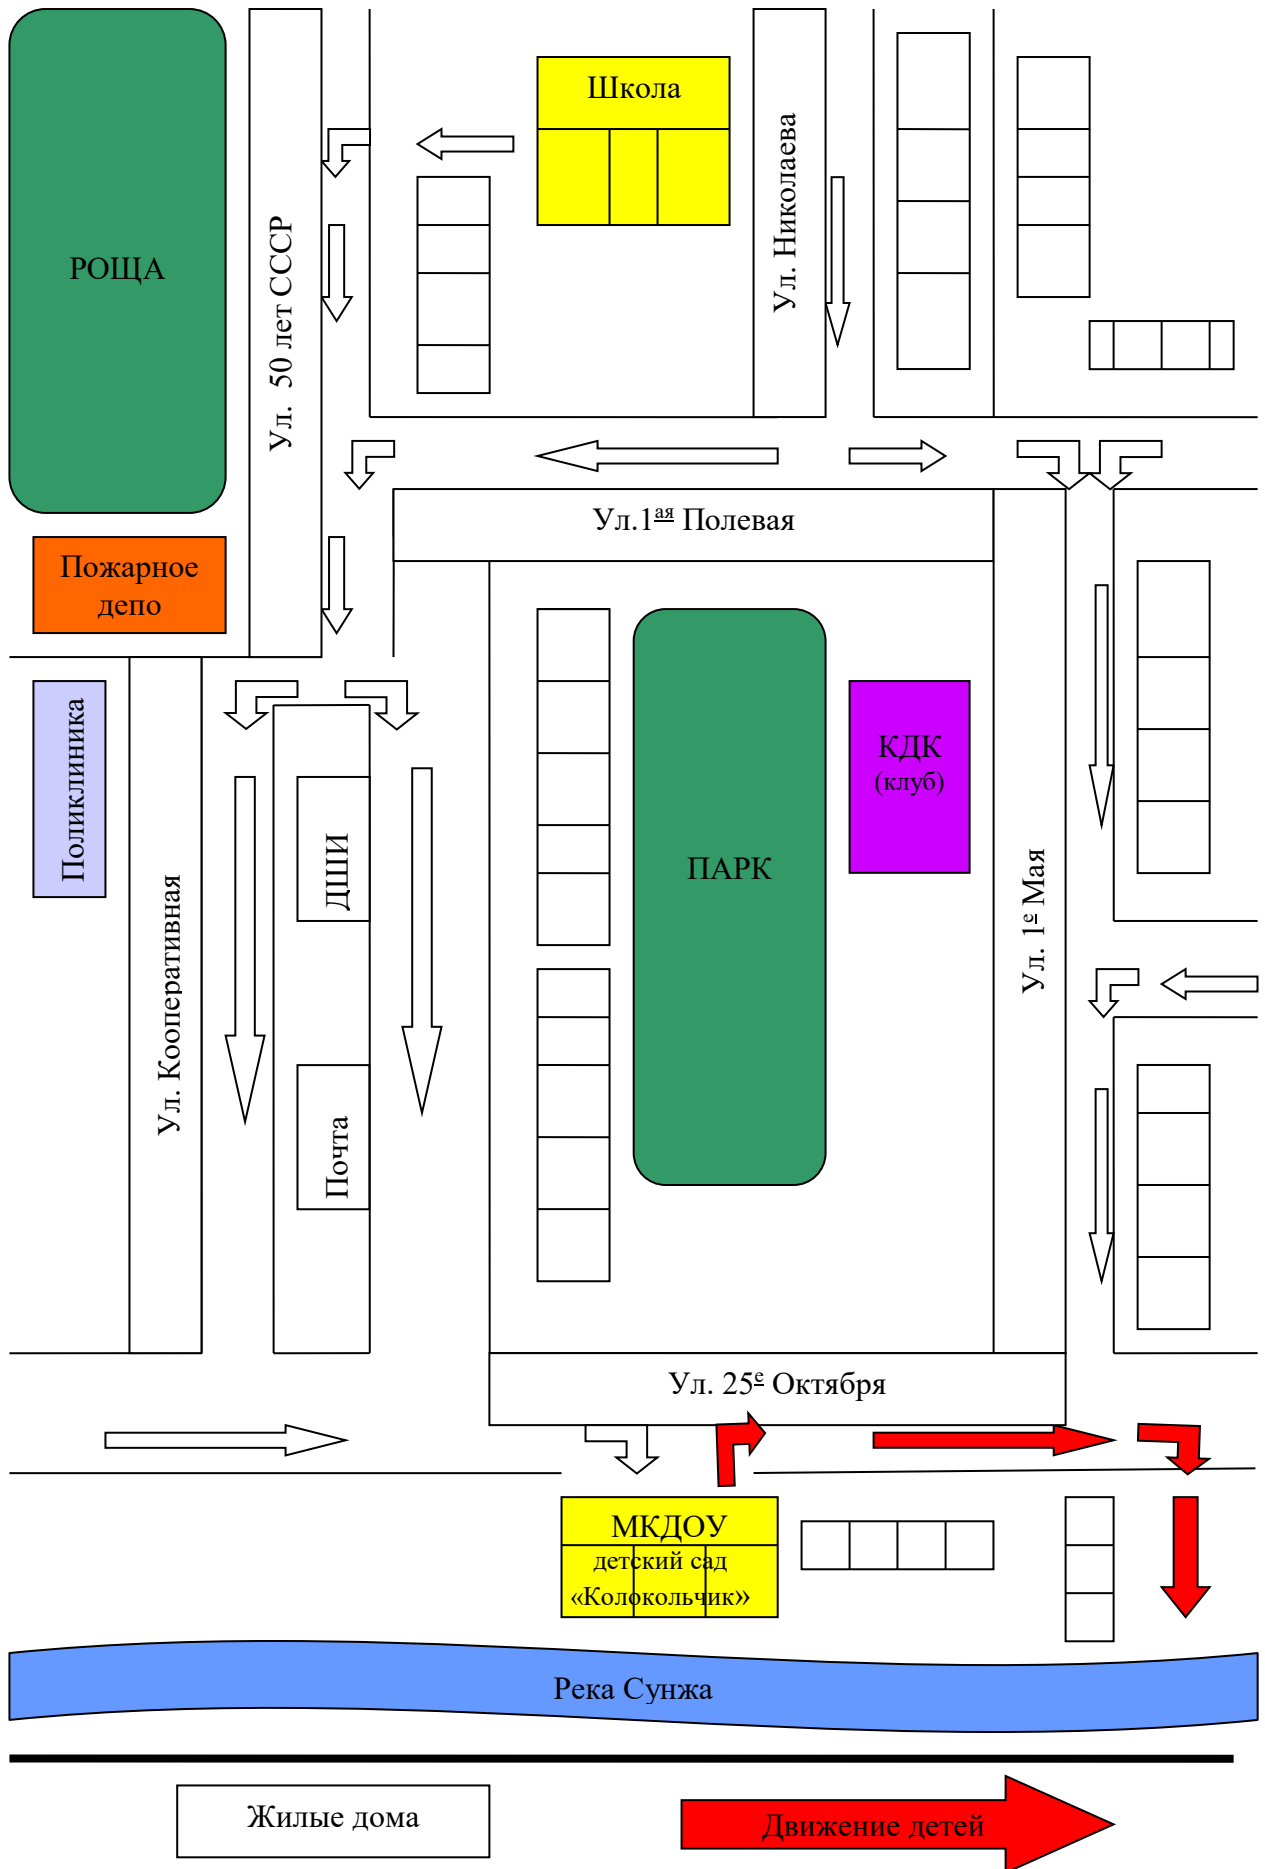 Школа
Ул. Николаева
РОЩА
Ул.  50 лет СССР
Ул.1ая Полевая
Пожарное
депо
Поликлиника
КДК
(клуб)
ДШИ
ПАРК
Ул. 1е Мая
Ул. Кооперативная
Почта
Ул. 25е Октября
МКДОУ
детский сад
«Колокольчик»
Река Сунжа
Жилые дома
Движение детей